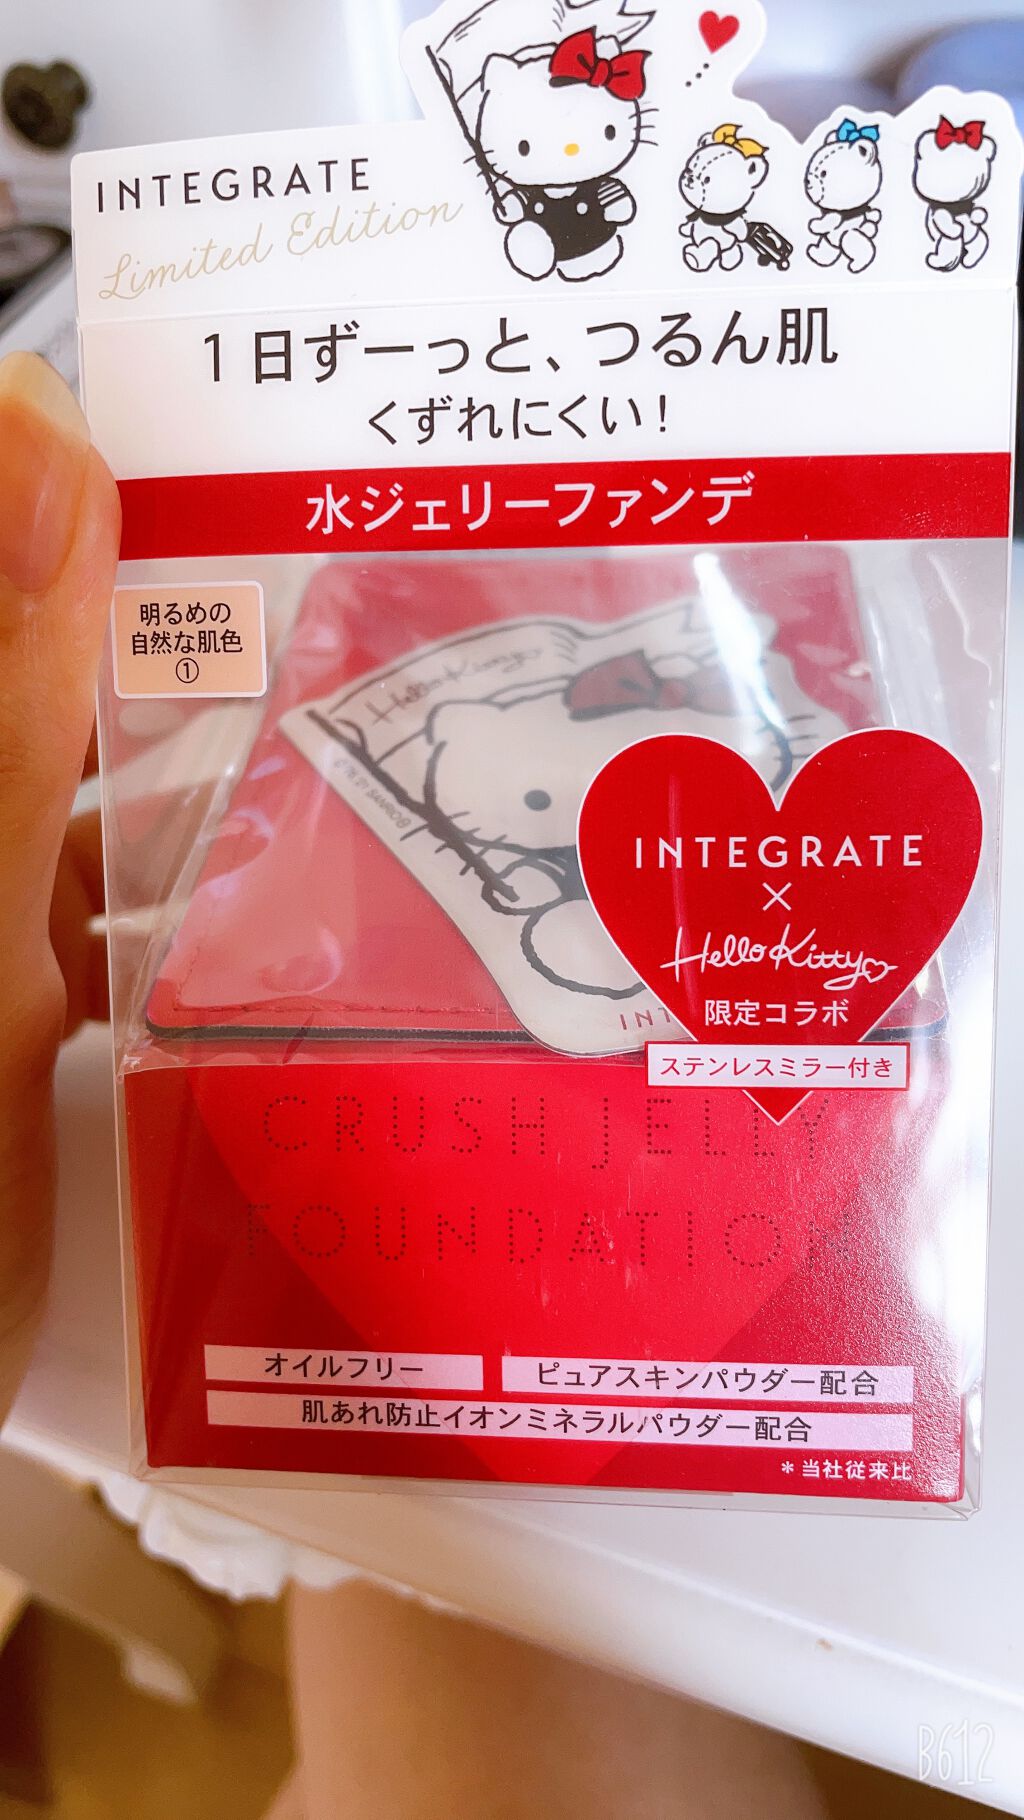 INTEGRATE
Limited Edition
1日ずーっと、つるん肌
くずれにくい!
水ジェリーファンデ
明るめの
自然な肌色
①
Hello Kitty
©'76,'21 SANRIO®
INTEGRATE
×
Hello Kitty
限定コラボ
INT
ステンレスミラー付き
CRUSH JELLY
FOUNDATION
オイルフリー
ピュアスキンパウダー配合
肌あれ防止イオンミネラルパウダー配合
*当社従来比
B612